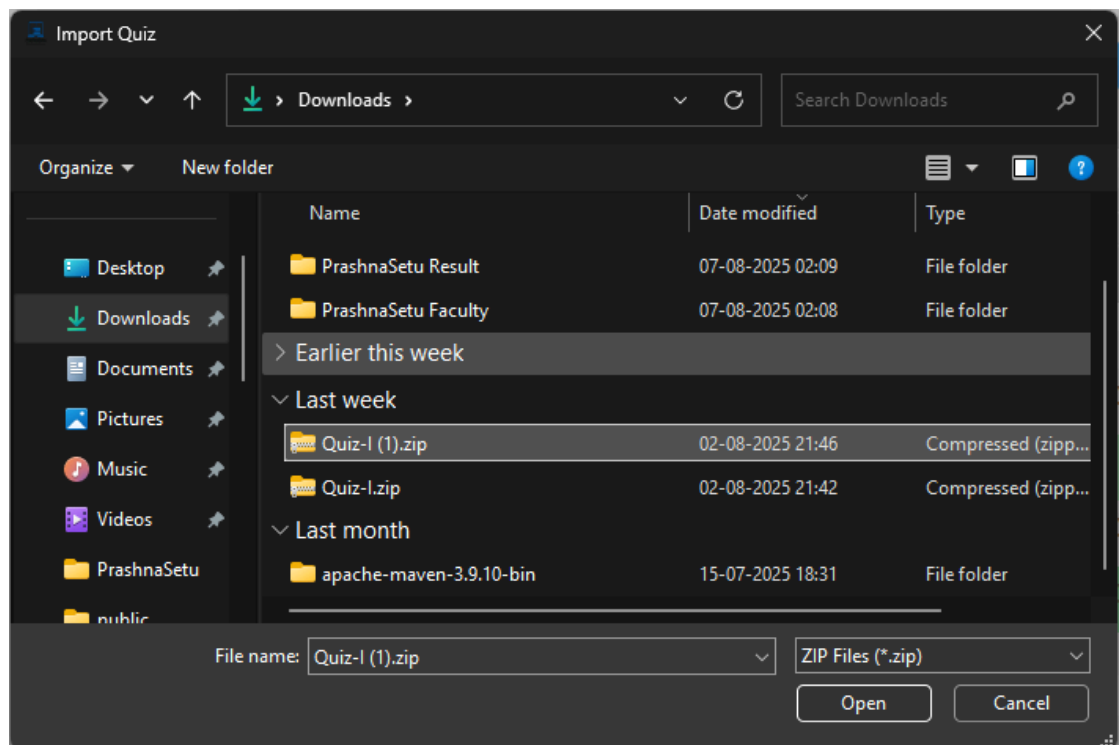 Import Quiz
Downloads
Search Downloads
Organize New folder
Name Date modified Type
Desktop
Downloads
Documents
Pictures
Music
Videos
PrashnaSetu
public
PrashnaSetu Result 07-08-2025 02:09 File folder
PrashnaSetu Faculty 07-08-2025 02:08 File folder
Earlier this week
Last week
Quiz-I (1).zip 02-08-2025 21:46 Compressed (zipp...
Quiz-I.zip 02-08-2025 21:42 Compressed (zipp...
Last month
apache-maven-3.9.10-bin 15-07-2025 18:31 File folder
File name: Quiz-I (1).zip ZIP Files (*.zip)
Open Cancel